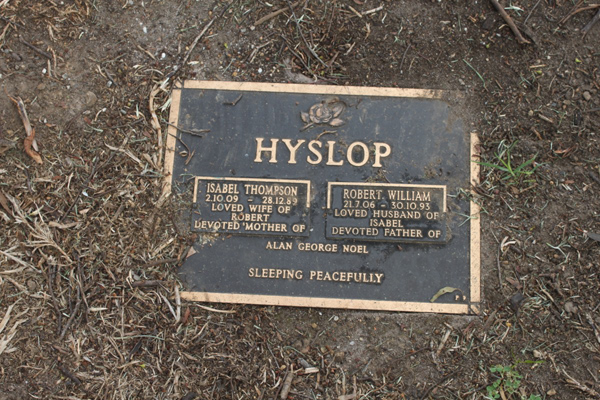 HYSLOP
ISABEL THOMPSON
2.10.09 - 28.12.89
LOVED WIFE OF
ROBERT
DEVOTED MOTHER OF
ROBERT WILLIAM
21.7.06 - 30.10.93
LOVED HUSBAND OF
ISABEL
DEVOTED FATHER OF
ALAN GEORGE NOEL
SLEEPING PEACEFULLY